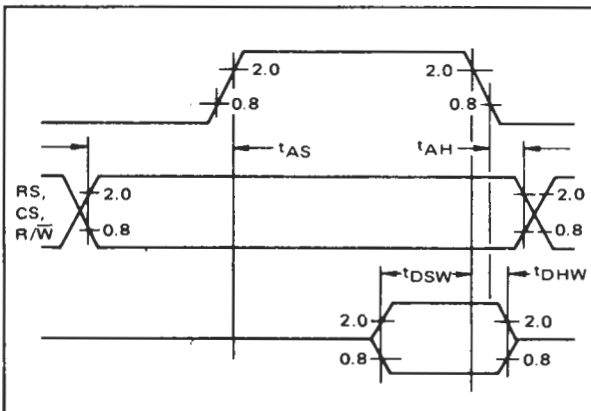 2.0 2.0
0.8 0.8
tAS tAH
RS, 2.0 2.0
CS,
R/W̅ 0.8 0.8
tDSW tDHW
2.0 2.0
0.8 0.8